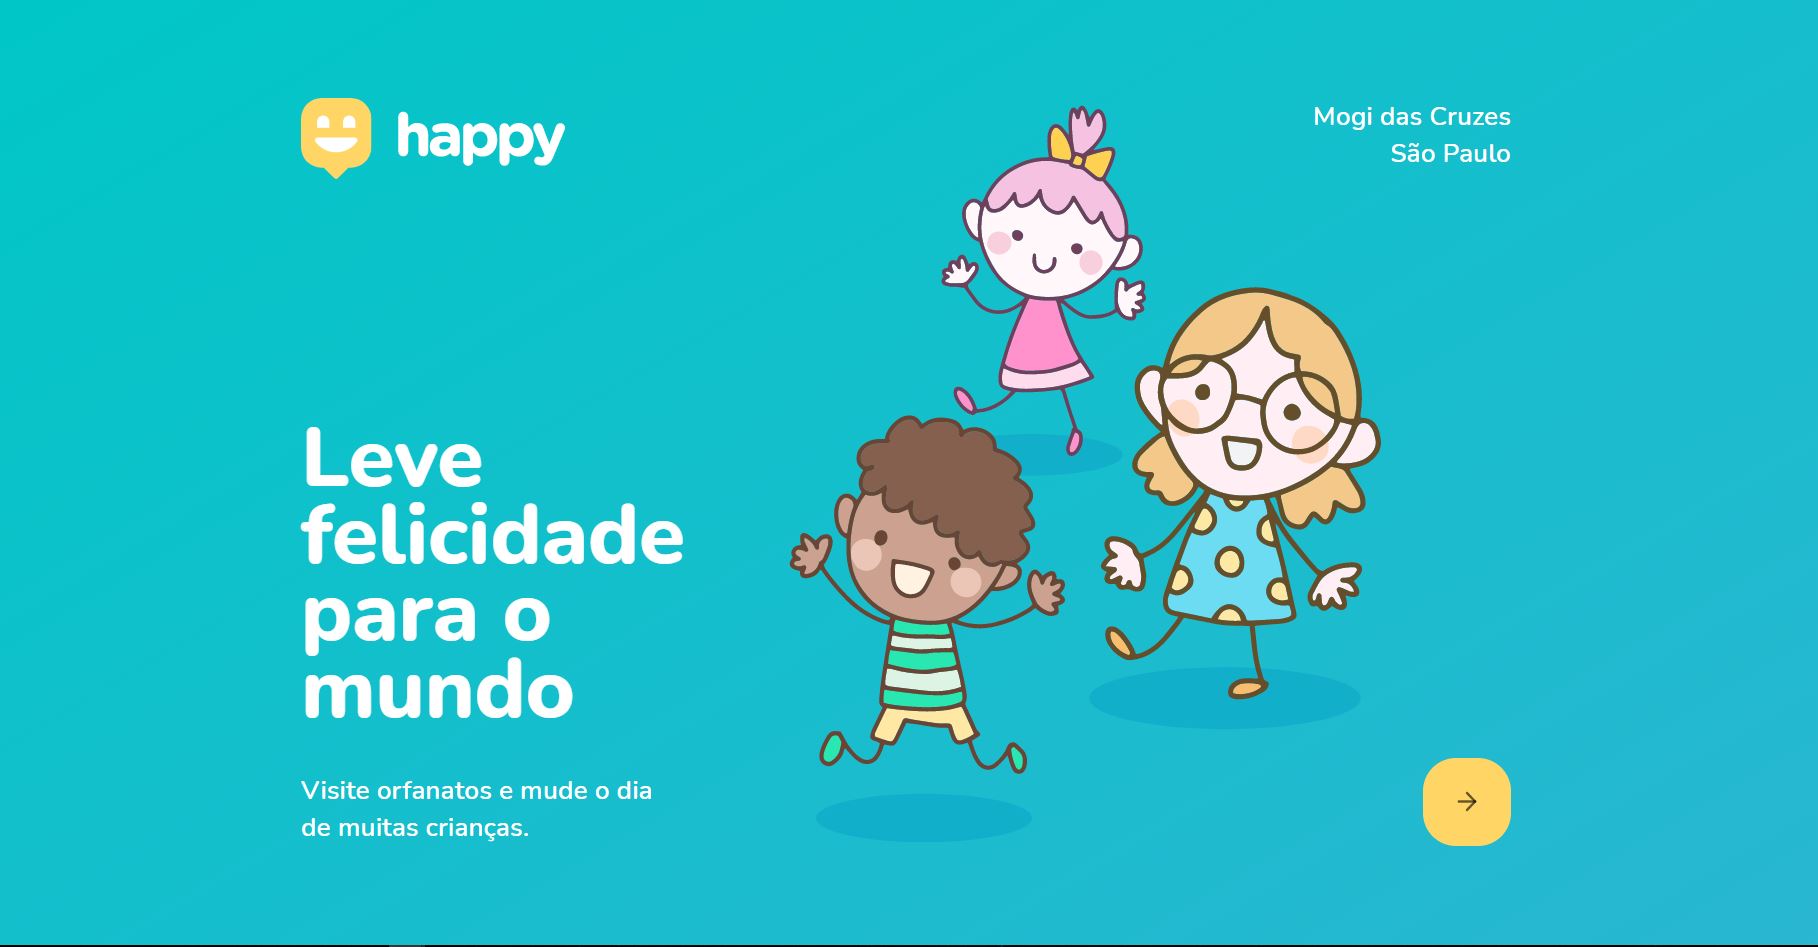 happy
Mogi das Cruzes
São Paulo
Leve
felicidade
para o
mundo
Visite orfanatos e mude o dia
de muitas crianças.